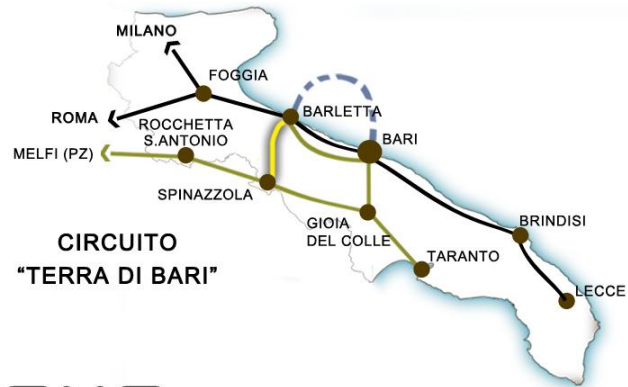 MILANO
FOGGIA
ROMA
BARLETTA
ROCCHETTA
S.ANTONIO
BARI
MELFI (PZ)
SPINAZZOLA
GIOIA
DEL COLLE
BRINDISI
CIRCUITO
"TERRA DI BARI"
TARANTO
LECCE